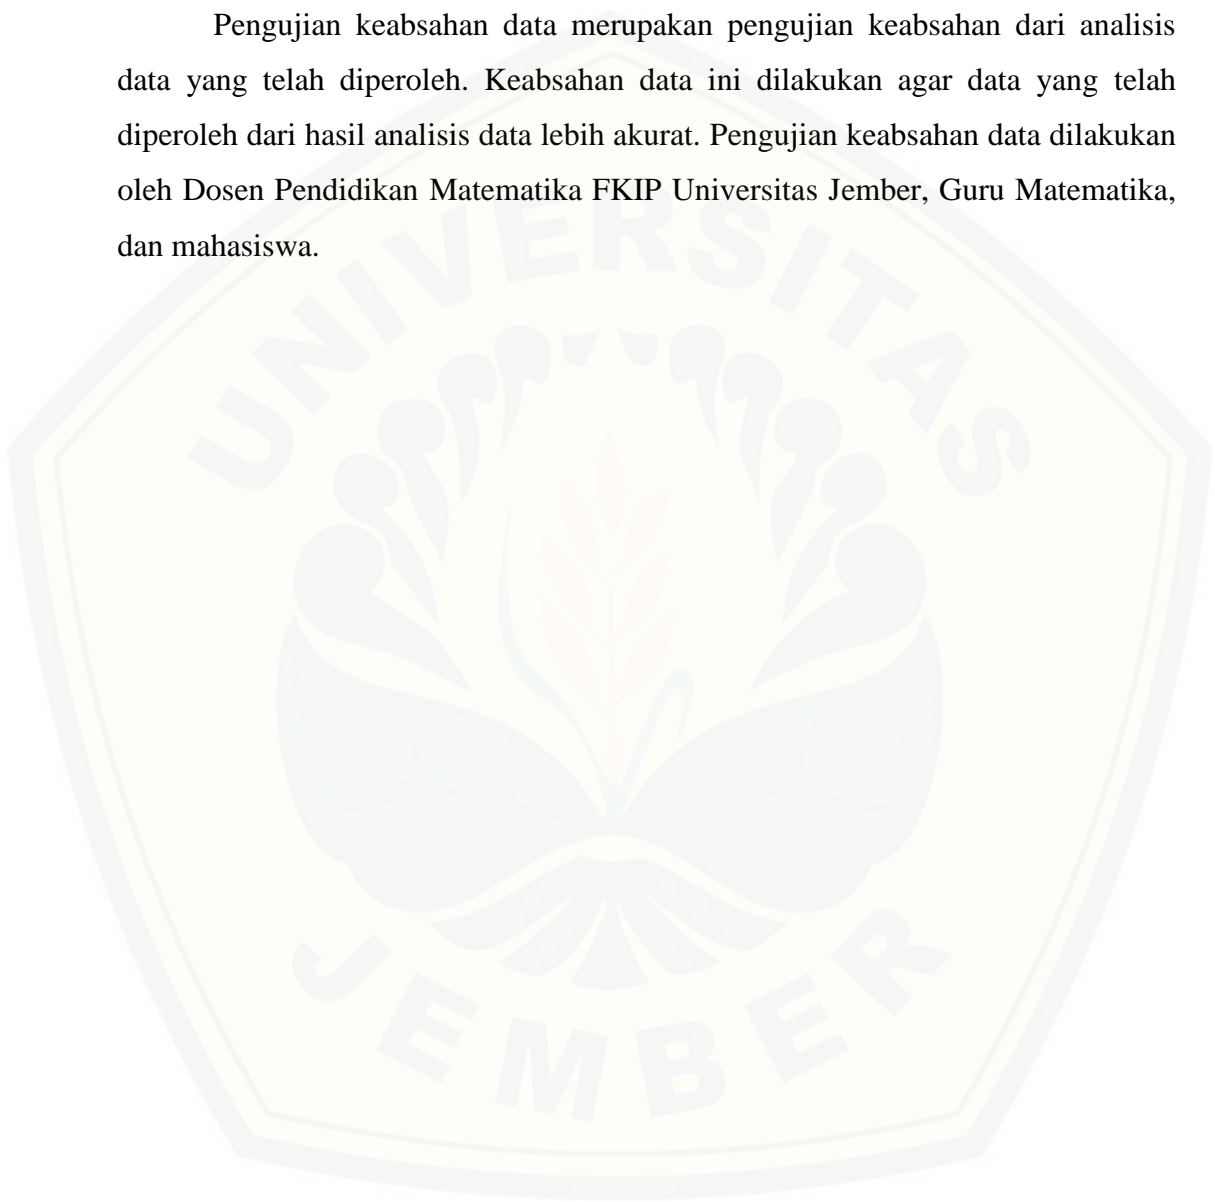 Pengujian keabsahan data merupakan pengujian keabsahan dari analisis
data yang telah diperoleh. Keabsahan data ini dilakukan agar data yang telah
diperoleh dari hasil analisis data lebih akurat. Pengujian keabsahan data dilakukan
oleh Dosen Pendidikan Matematika FKIP Universitas Jember, Guru Matematika,
dan mahasiswa.
UNIVERSITAS
JEMBER